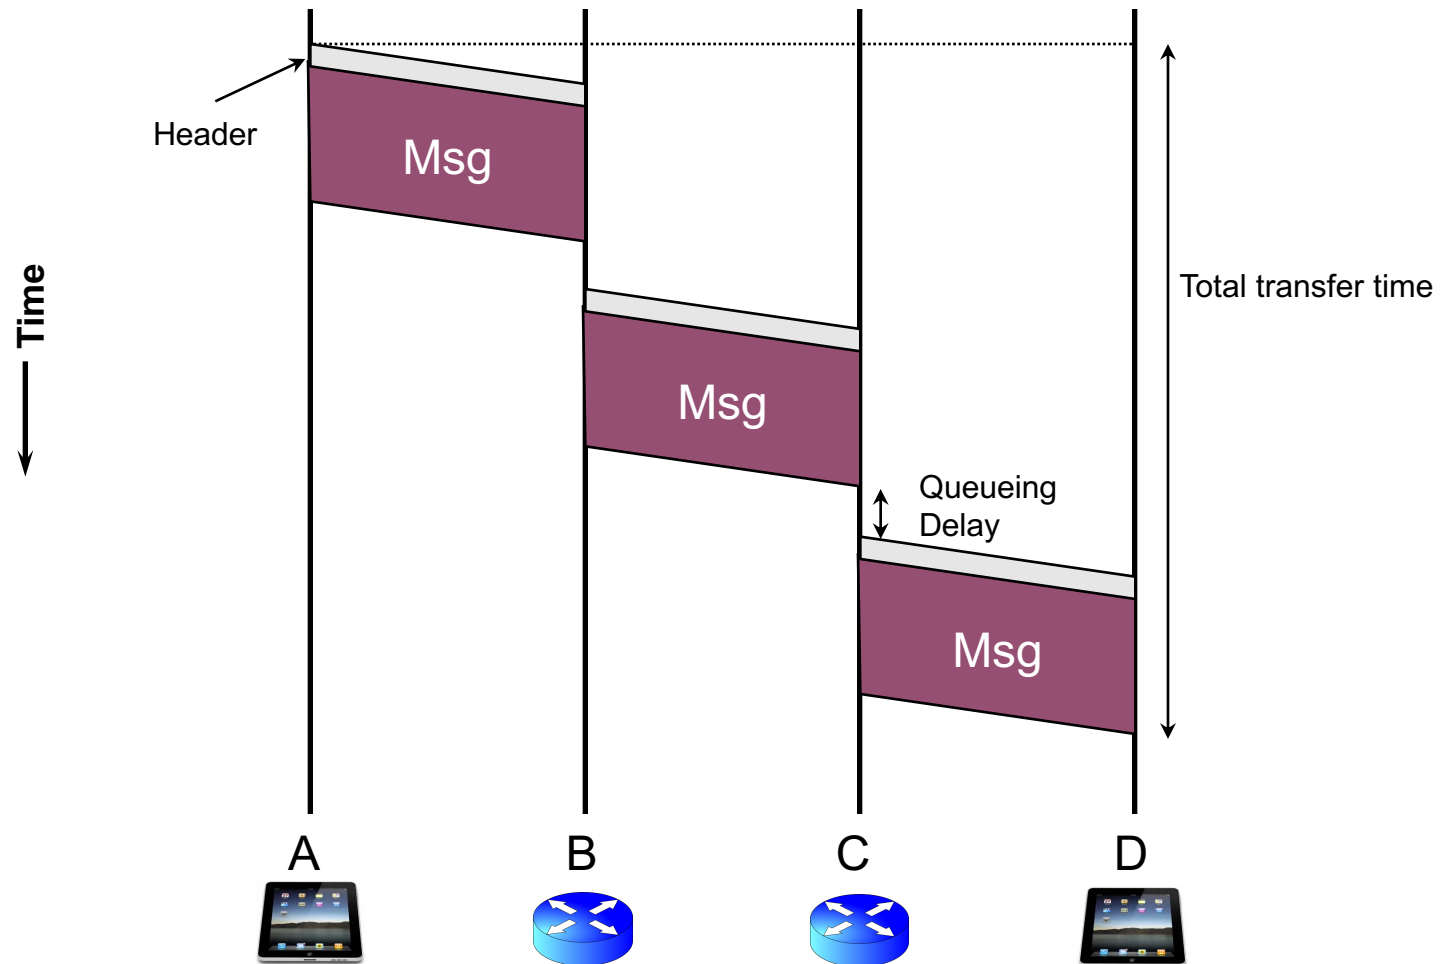 Header
Msg
Time
Total transfer time
Msg
Queueing
Delay
Msg
A
B
C
D